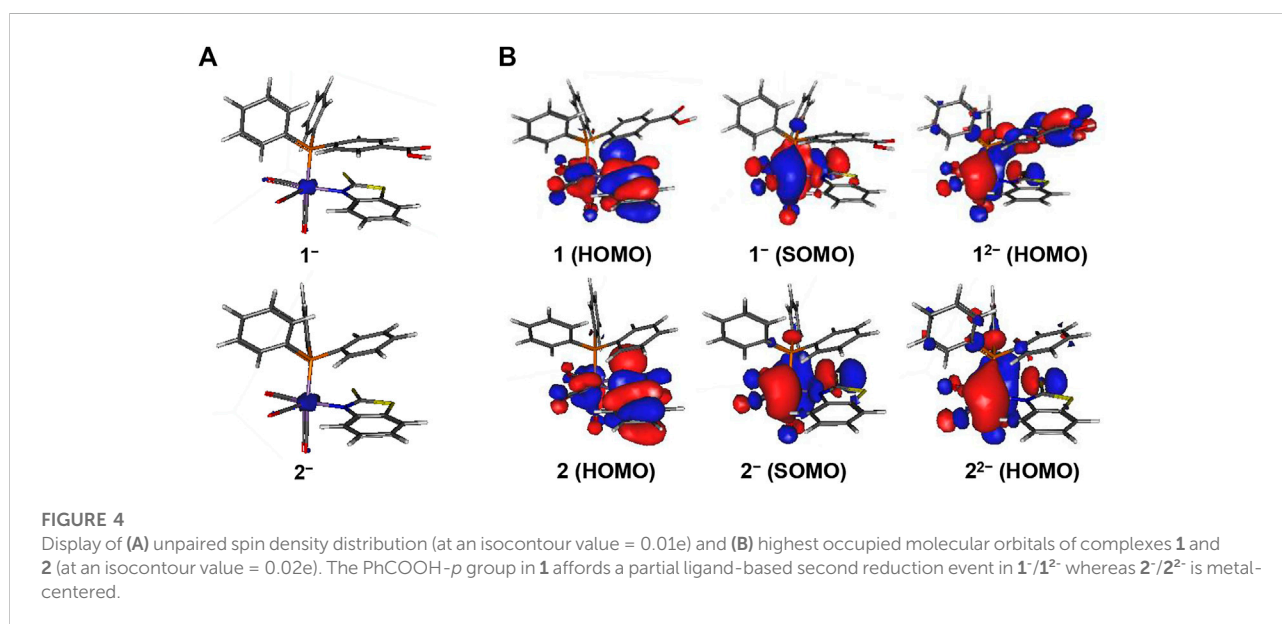 A
B
1⁻
1 (HOMO)
1⁻ (SOMO)
1²⁻ (HOMO)
2⁻
2 (HOMO)
2⁻ (SOMO)
2²⁻ (HOMO)
FIGURE 4
Display of (A) unpaired spin density distribution (at an isocontour value = 0.01e) and (B) highest occupied molecular orbitals of complexes 1 and
2 (at an isocontour value = 0.02e). The PhCOOH-p group in 1 affords a partial ligand-based second reduction event in 1⁻/1²⁻ whereas 2⁻/2²⁻ is metal-
centered.